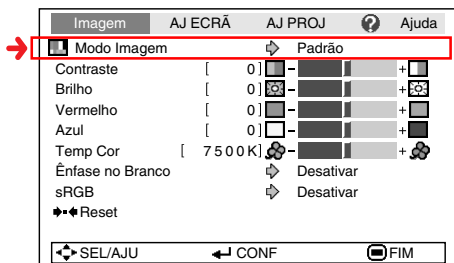 Imagem AJ ECRÃ AJ PROJ ? Ajuda
Modo Imagem Padrão
Contraste [ 0] - +
Brilho [ 0] - +
Vermelho [ 0] - +
Azul [ 0] - +
Temp Cor [ 7500K] - +
Ênfase no Branco Desativar
sRGB Desativar
Reset
SEL/AJU CONF FIM